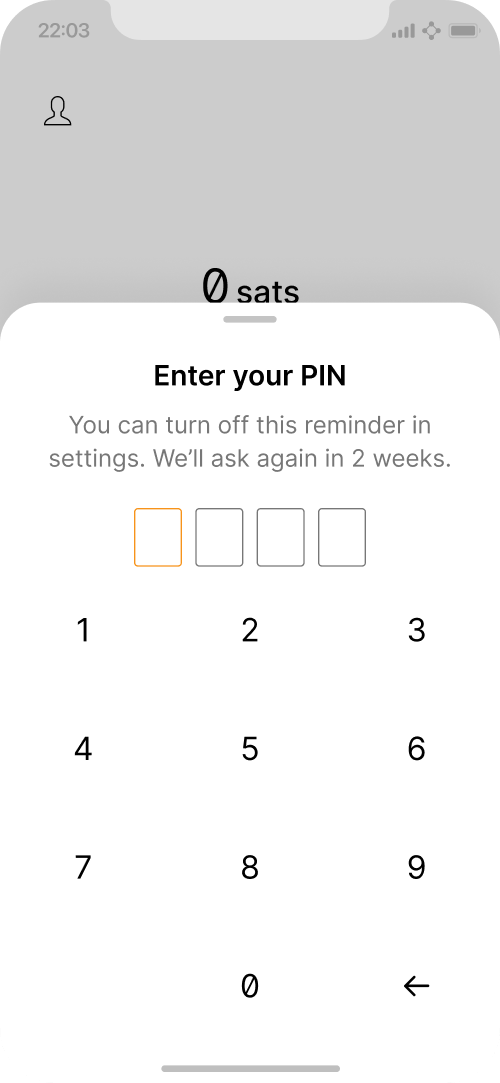 22:03
0 sats
Enter your PIN
You can turn off this reminder in
settings. We’ll ask again in 2 weeks.
1 2 3
4 5 6
7 8 9
0 ←